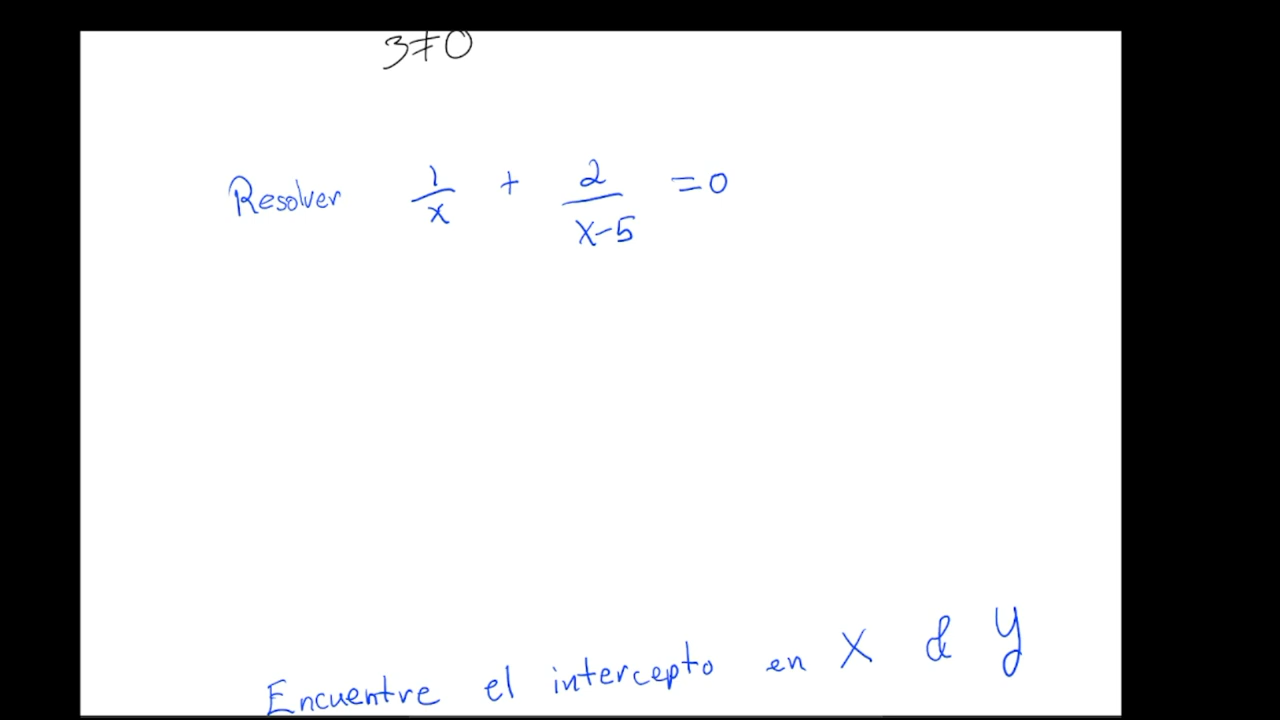 3≠0
Resolver 1/x + 2/(x-5) = 0
Encuentre el intercepto en X & Y